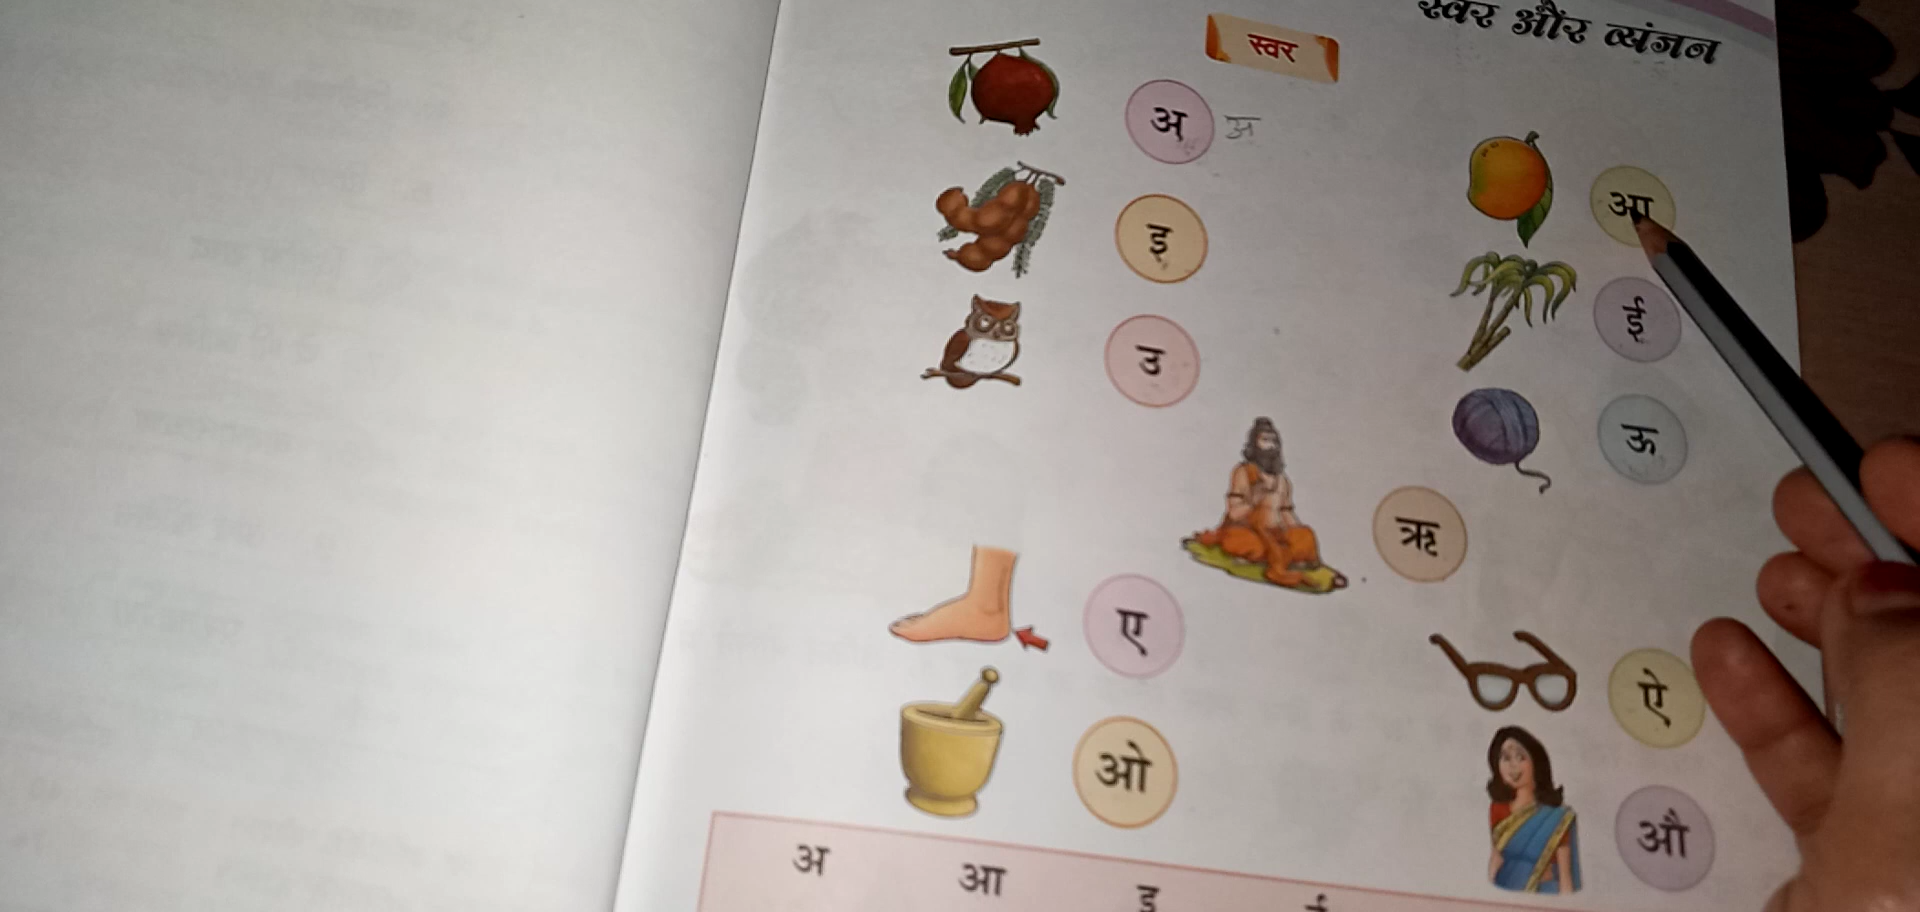 स्वर और व्यंजन
स्वर
अ अ
आ
इ
ई
उ
ऊ
ऋ
ए
ऐ
ओ
औ
अ आ इ ई